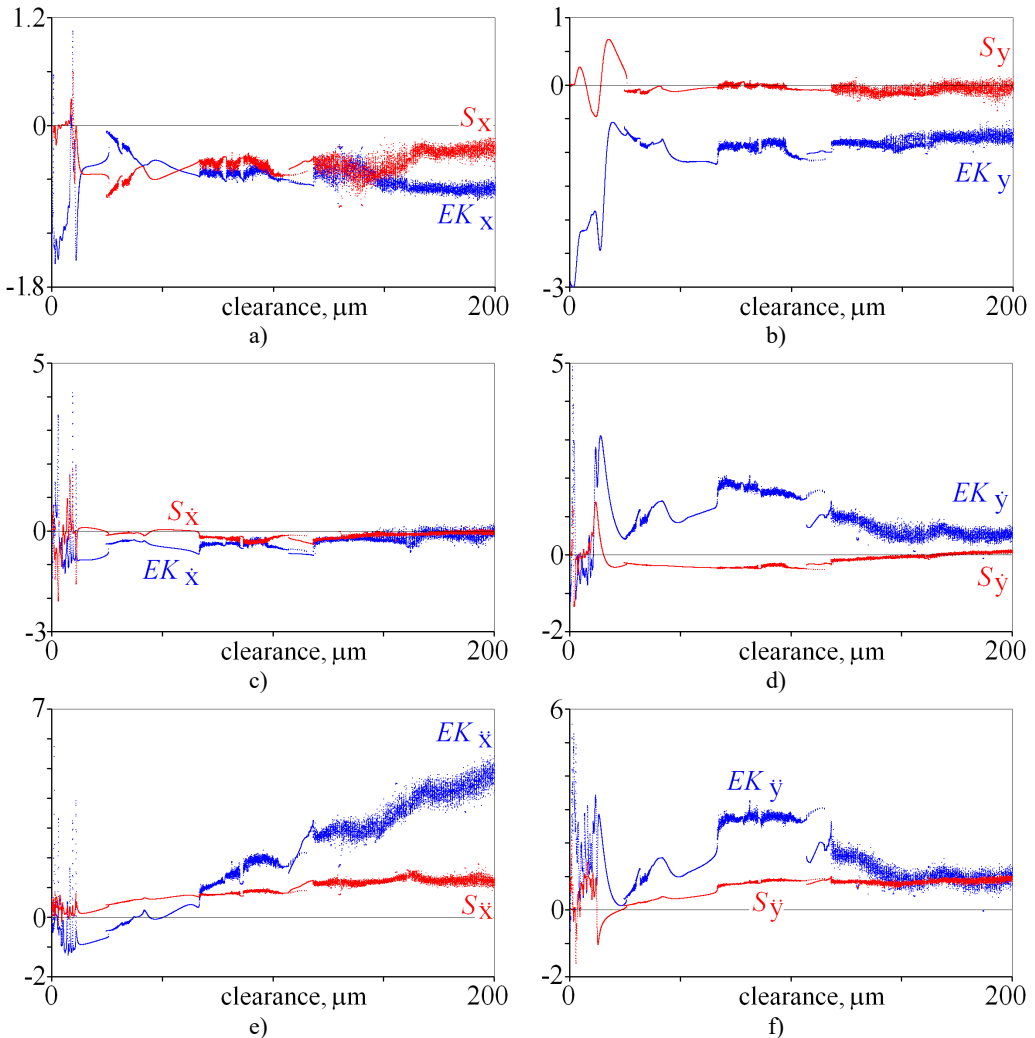 1.2
0
-1.8
S x
EK x
0
clearance, μm
200
a)
1
0
-3
S y
EK y
0
clearance, μm
200
b)
5
0
-3
S ẋ
EK ẋ
0
clearance, μm
200
c)
5
0
-2
EK ẏ
S ẏ
0
clearance, μm
200
d)
7
0
-2
EK ẍ
S ẍ
0
clearance, μm
200
e)
6
0
-2
EK ÿ
S ÿ
0
clearance, μm
200
f)